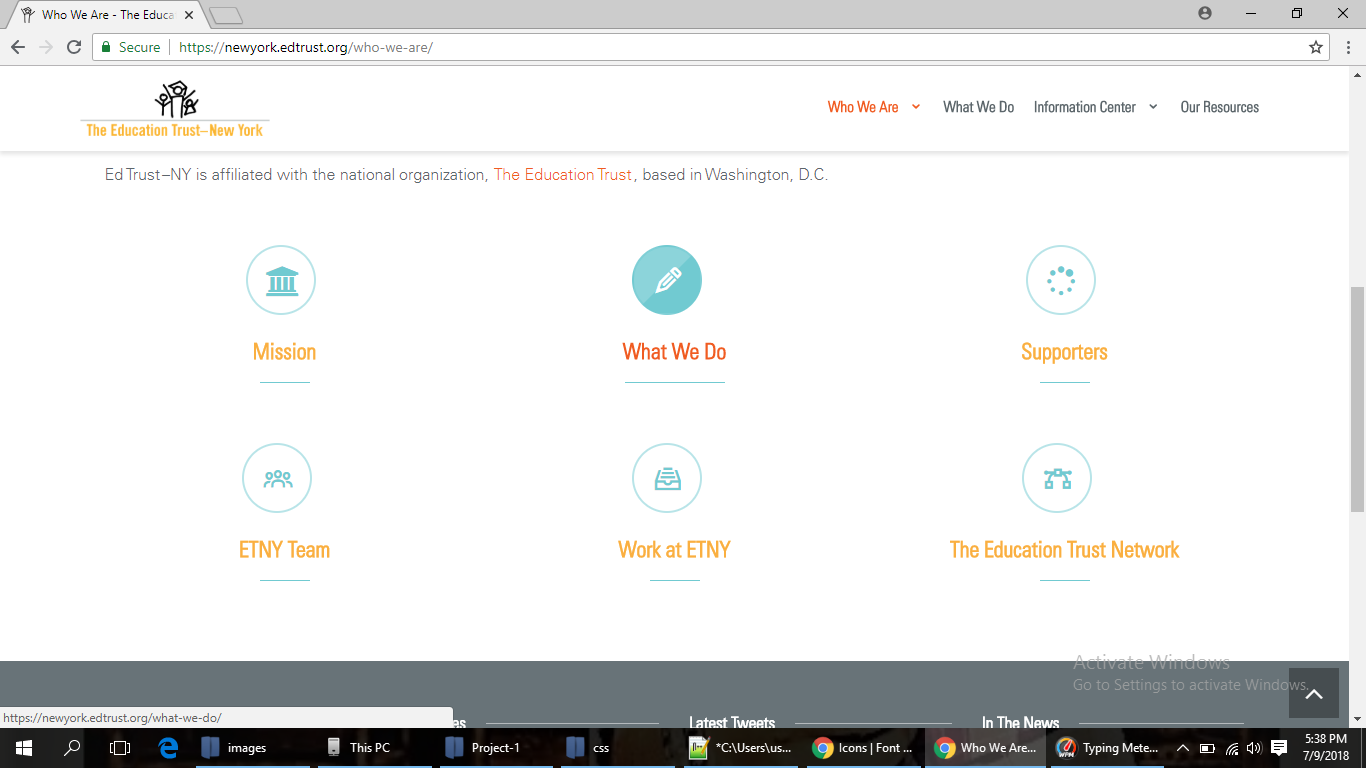 Who We Are - The Educa
Secure https://newyork.edtrust.org/who-we-are/
The Education Trust–New York
Who We Are What We Do Information Center Our Resources
Ed Trust–NY is affiliated with the national organization, The Education Trust, based in Washington, D.C.
Mission What We Do Supporters
ETNY Team Work at ETNY The Education Trust Network
Activate Windows
Go to Settings to activate Windows.
https://newyork.edtrust.org/what-we-do/
es Latest Tweets In The News
images This PC Project-1 css *C:\Users\us... Icons | Font ... Who We Are... WPM Typing Mete... 5:38 PM
7/9/2018